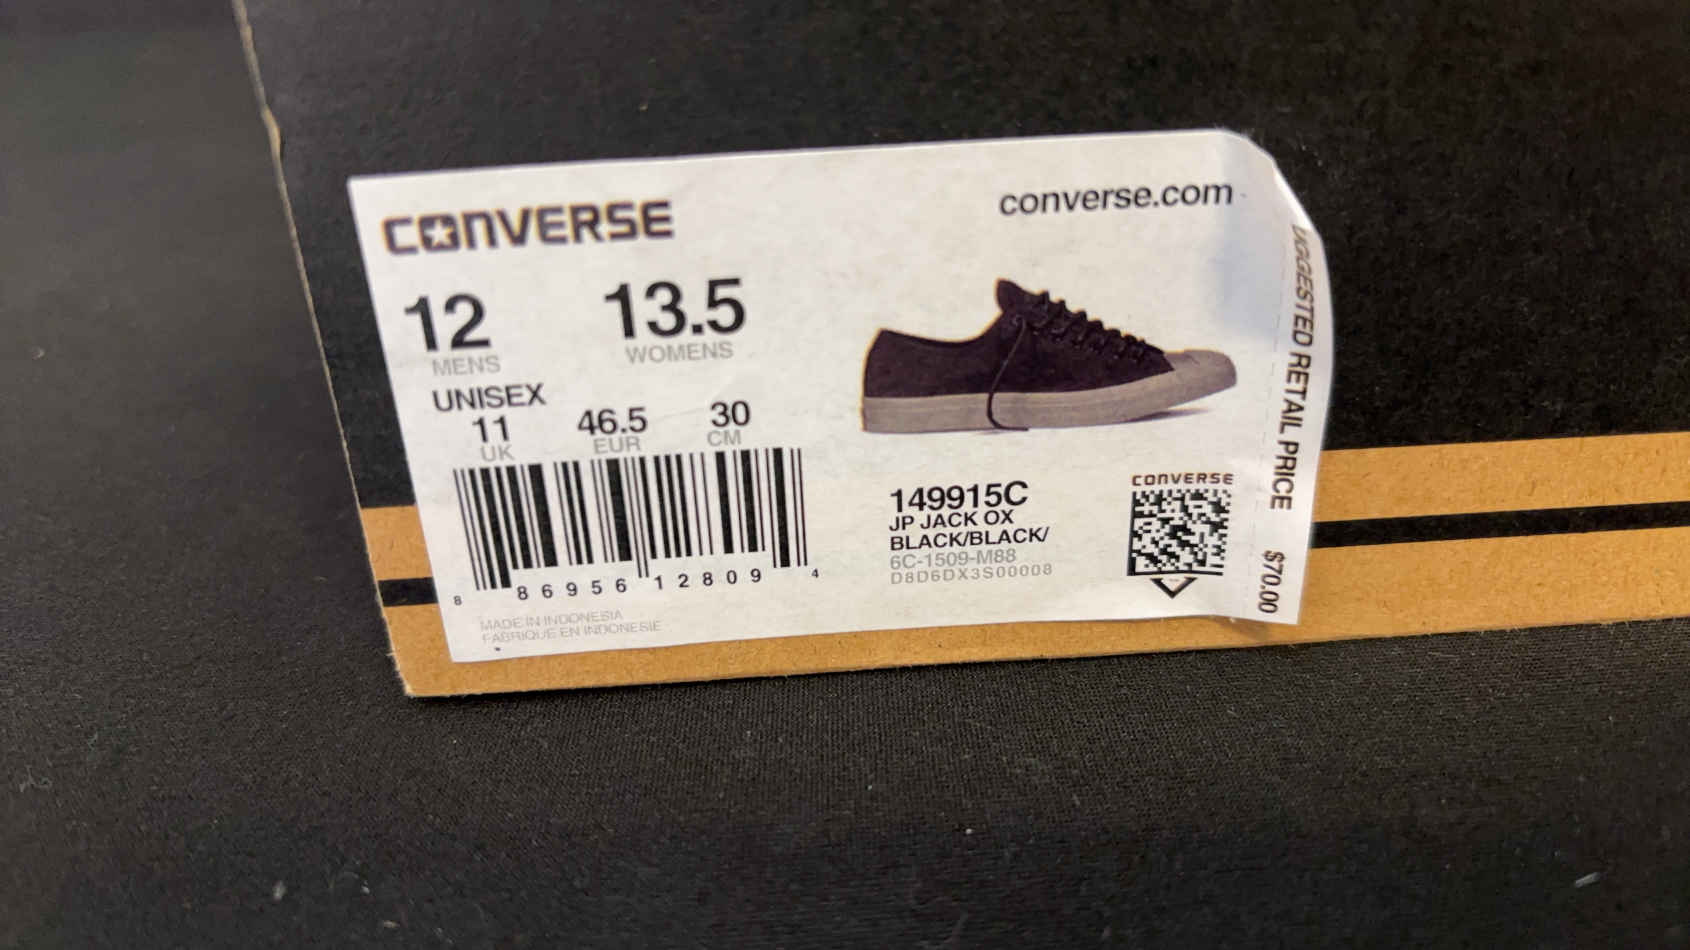 CONVERSE
converse.com
12 13.5
MENS WOMENS
UNISEX
11 46.5 30
UK EUR CM
8 86956 12809 4
MADE IN INDONESIA
FABRIQUE EN INDONESIE
149915C
JP JACK OX
BLACK/BLACK/
6C-1509-M88
D8D6DX3S00008
CONVERSE
UGGESTED RETAIL PRICE $70.00